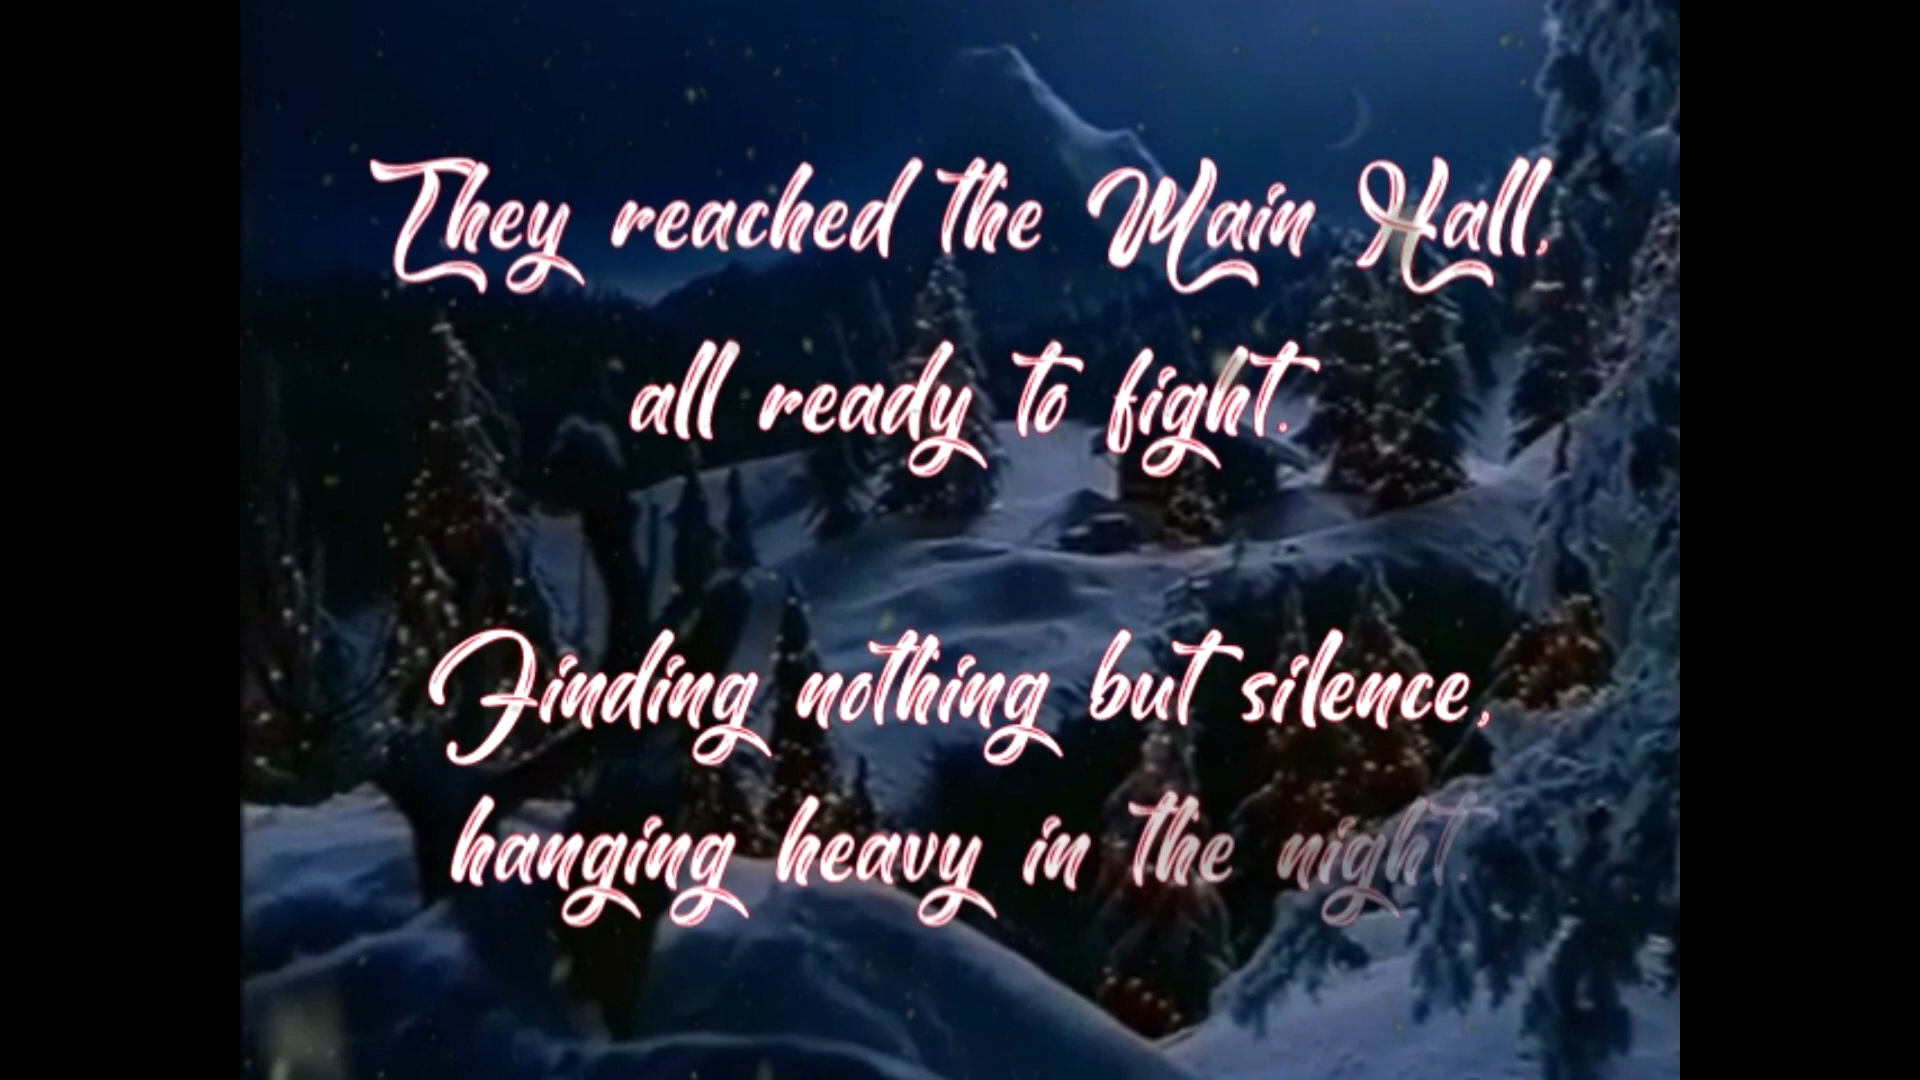 They reached the Main Hall,
all ready to fight.
Finding nothing but silence,
hanging heavy in the night.